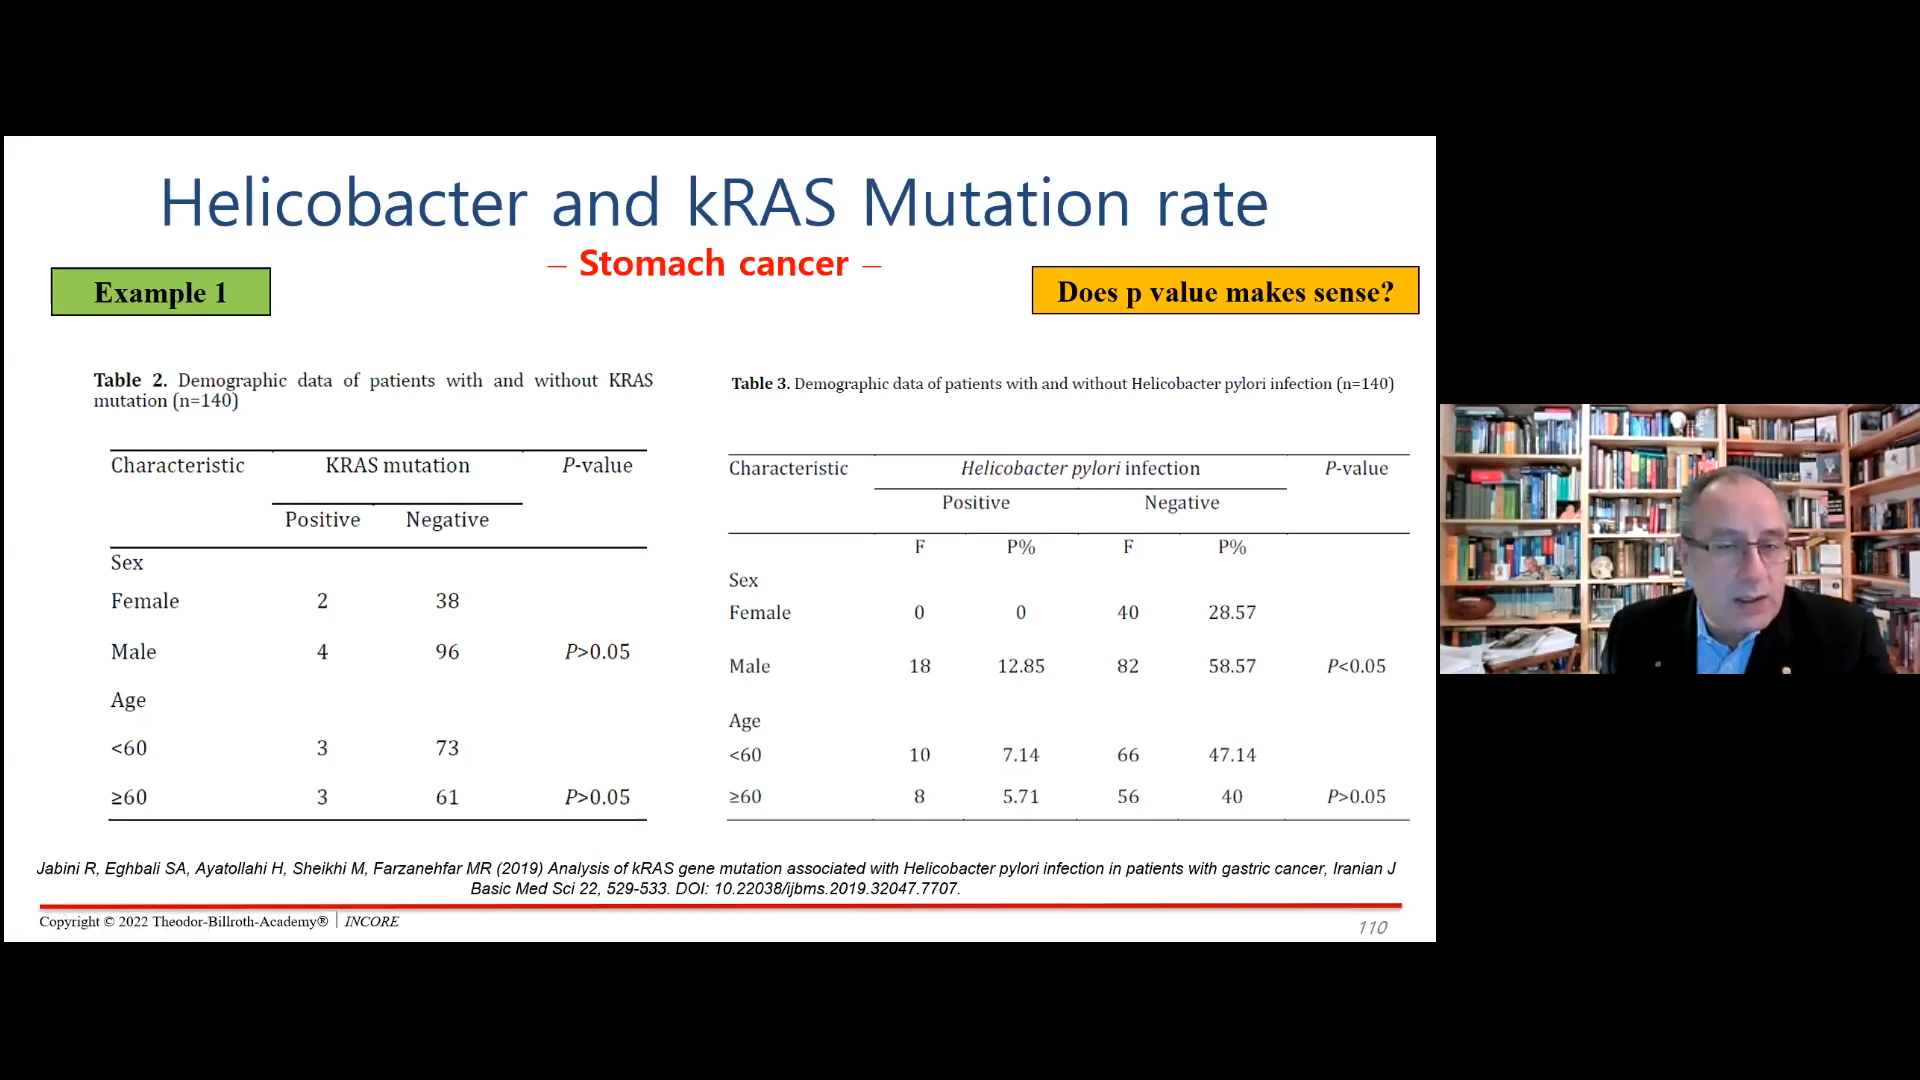 Helicobacter and kRAS Mutation rate
– Stomach cancer –
Example 1
Does p value makes sense?
Table 2. Demographic data of patients with and without KRAS
mutation (n=140)
Characteristic KRAS mutation P-value
Positive Negative
Sex
Female 2 38
Male 4 96 P>0.05
Age
<60 3 73
≥60 3 61 P>0.05
Table 3. Demographic data of patients with and without Helicobacter pylori infection (n=140)
Characteristic Helicobacter pylori infection P-value
Positive Negative
F P% F P%
Sex
Female 0 0 40 28.57
Male 18 12.85 82 58.57 P<0.05
Age
<60 10 7.14 66 47.14
≥60 8 5.71 56 40 P>0.05
Jabini R, Eghbali SA, Ayatollahi H, Sheikhi M, Farzanehfar MR (2019) Analysis of kRAS gene mutation associated with Helicobacter pylori infection in patients with gastric cancer, Iranian J
Basic Med Sci 22, 529-533. DOI: 10.22038/ijbms.2019.32047.7707.
Copyright © 2022 Theodor-Billroth-Academy® | INCORE
110